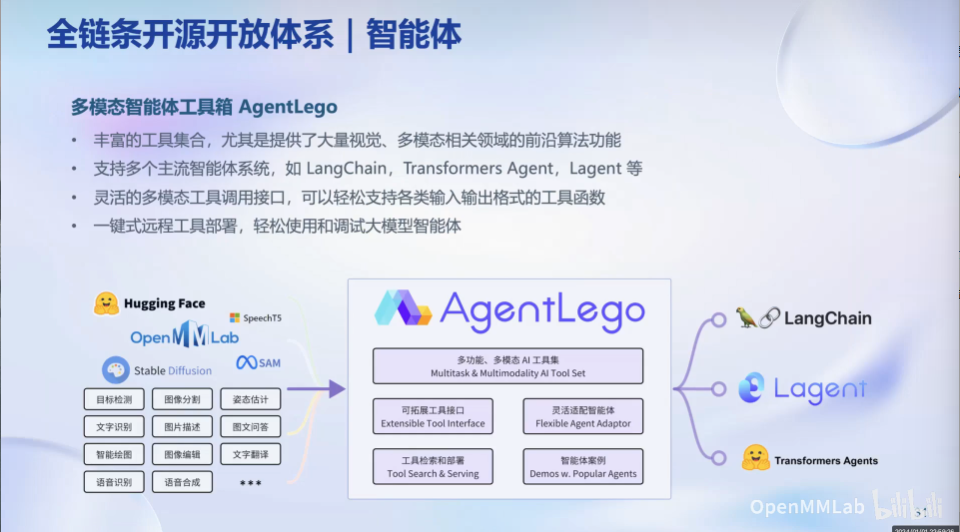 全链条开源开放体系 | 智能体
多模态智能体工具箱 AgentLego
• 丰富的工具集合，尤其是提供了大量视觉、多模态相关领域的前沿算法功能
• 支持多个主流智能体系统，如 LangChain，Transformers Agent，Lagent 等
• 灵活的多模态工具调用接口，可以轻松支持各类输入输出格式的工具函数
• 一键式远程工具部署，轻松使用和调试大模型智能体
Hugging Face
SpeechT5
OpenMMLab
Stable Diffusion
SAM
目标检测 图像分割 姿态估计
文字识别 图片描述 图文问答
智能绘图 图像编辑 文字翻译
语音识别 语音合成 •••
AgentLego
多功能、多模态 AI 工具集
Multitask & Multimodality AI Tool Set
可拓展工具接口
Extensible Tool Interface
灵活适配智能体
Flexible Agent Adaptor
工具检索和部署
Tool Search & Serving
智能体案例
Demos w. Popular Agents
LangChain
Lagent
Transformers Agents
OpenMMLab bilibili